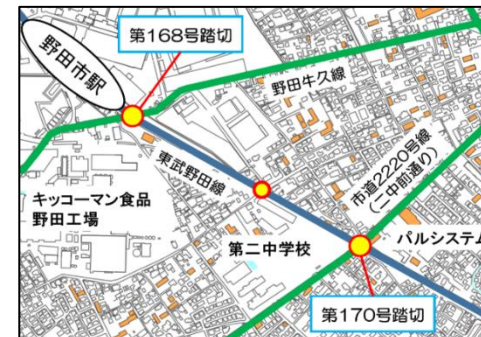 第168号踏切
野田市駅
野田牛久線
東武野田線
市道2220号線
(二中前通り)
キッコーマン食品
野田工場
第二中学校
パルシステム
第170号踏切